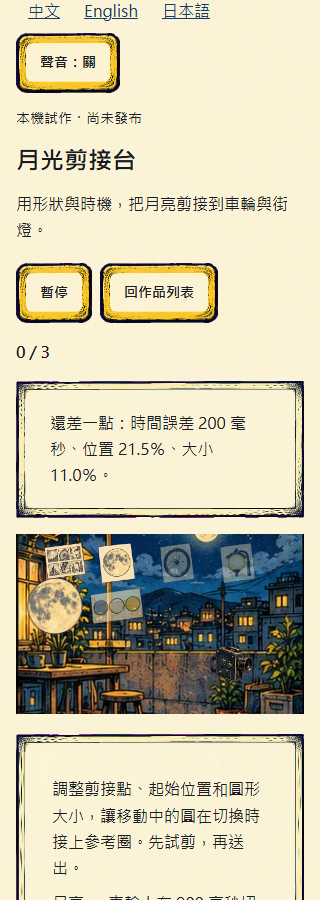 中文 English 日本語
聲音：關
本機試作・尚未發布
月光剪接台
用形狀與時機，把月亮剪接到車輪與街
燈。
暫停 回作品列表
0 / 3
還差一點：時間誤差 200 毫
秒、位置 21.5%、大小
11.0%。
調整剪接點、起始位置和圓形
大小，讓移動中的圓在切換時
接上參考圈。先試剪，再送
出。